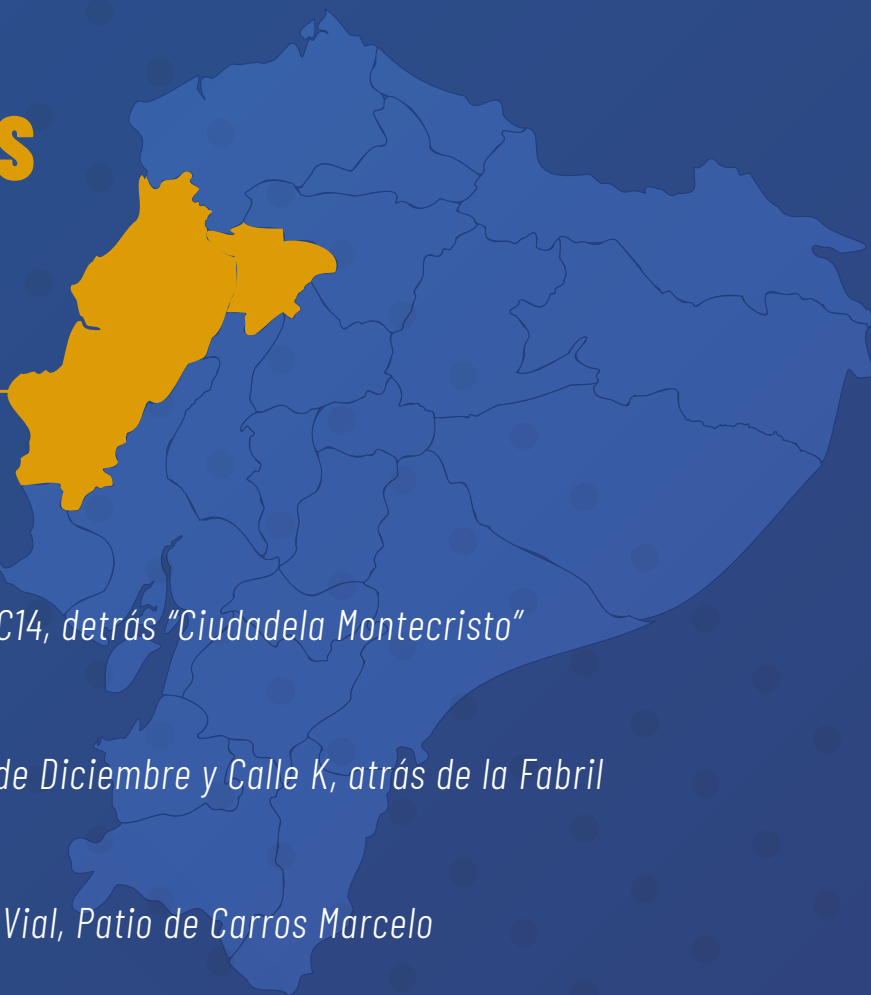 s
C14, detrás “Ciudadela Montecristo”
de Diciembre y Calle K, atrás de la Fabril
Vial, Patio de Carros Marcelo